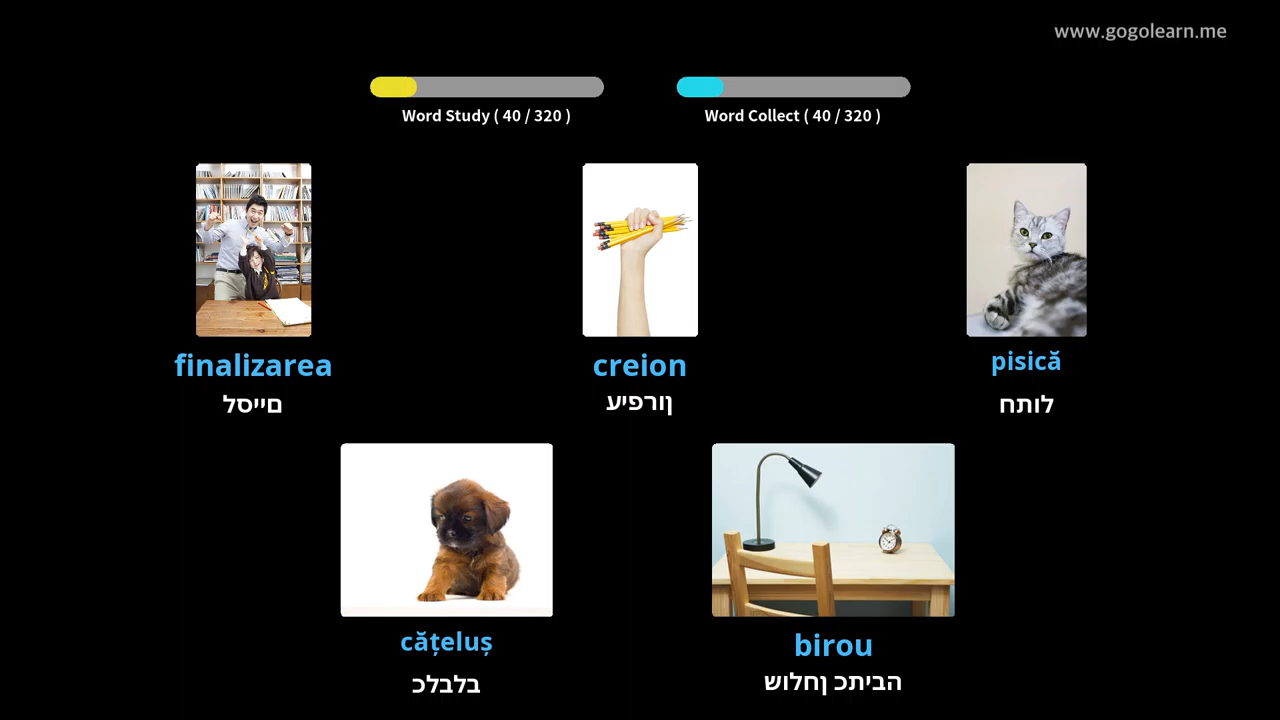 www.gogolearn.me
Word Study ( 40 / 320 )
Word Collect ( 40 / 320 )
finalizarea
םייסל
creion
ןורפיע
pisică
לותח
cățeluș
בלבלכ
birou
הביתכ ןחלוש